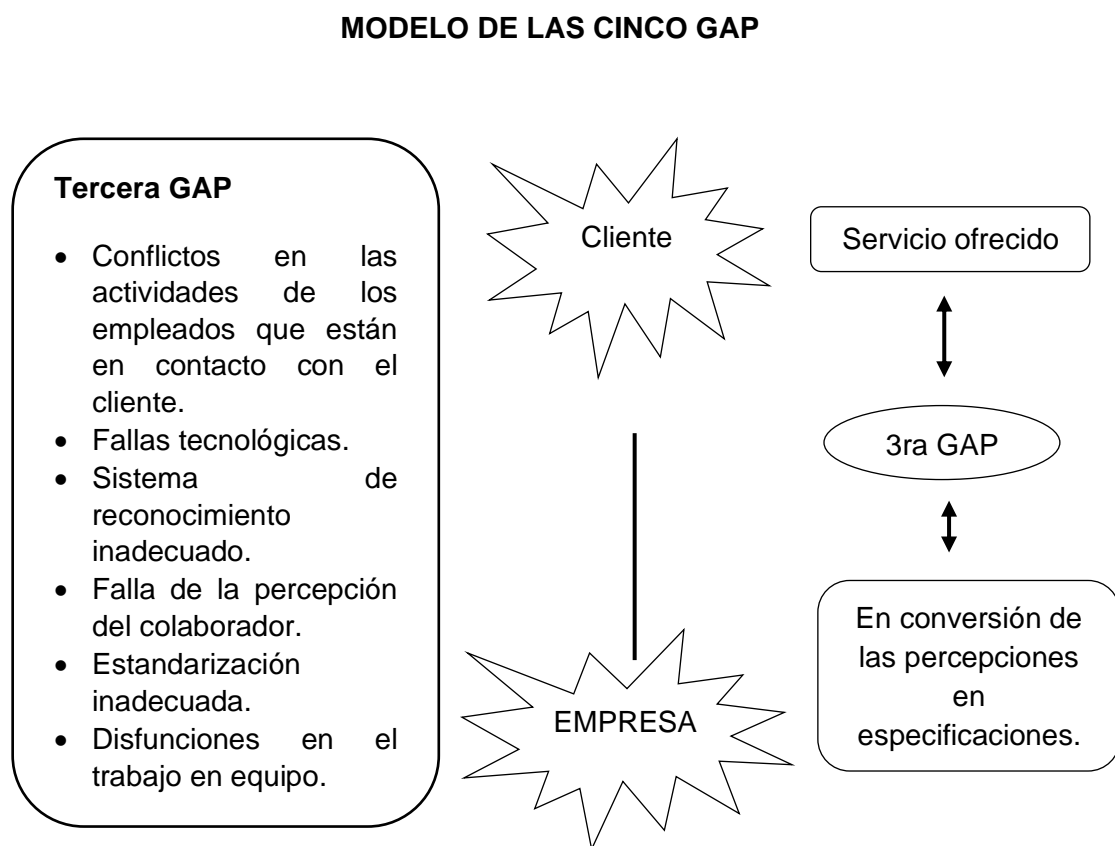 MODELO DE LAS CINCO GAP
Tercera GAP
• Conflictos en las
actividades de los
empleados que están
en contacto con el
cliente.
• Fallas tecnológicas.
• Sistema de
reconocimiento
inadecuado.
• Falla de la percepción
del colaborador.
• Estandarización
inadecuada.
• Disfunciones en el
trabajo en equipo.
Cliente
EMPRESA
Servicio ofrecido
3ra GAP
En conversión de
las percepciones
en
especificaciones.